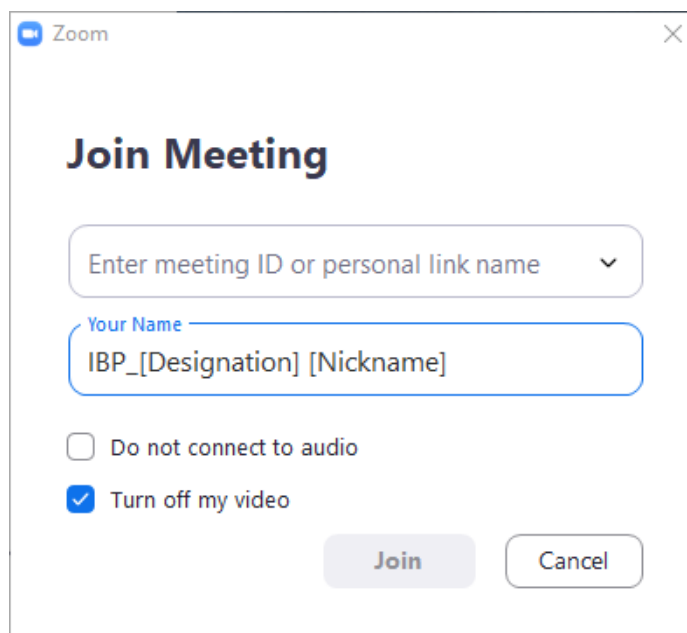 Zoom
Join Meeting
Enter meeting ID or personal link name
Your Name
IBP_[Designation] [Nickname]
Do not connect to audio
Turn off my video
Join Cancel